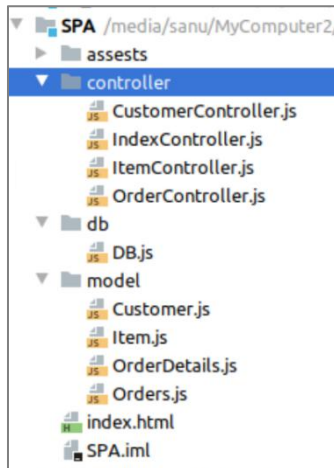 SPA /media/sanu/MyComputer2/
assests
controller
CustomerController.js
IndexController.js
ItemController.js
OrderController.js
db
DB.js
model
Customer.js
Item.js
OrderDetails.js
Orders.js
index.html
SPA.iml